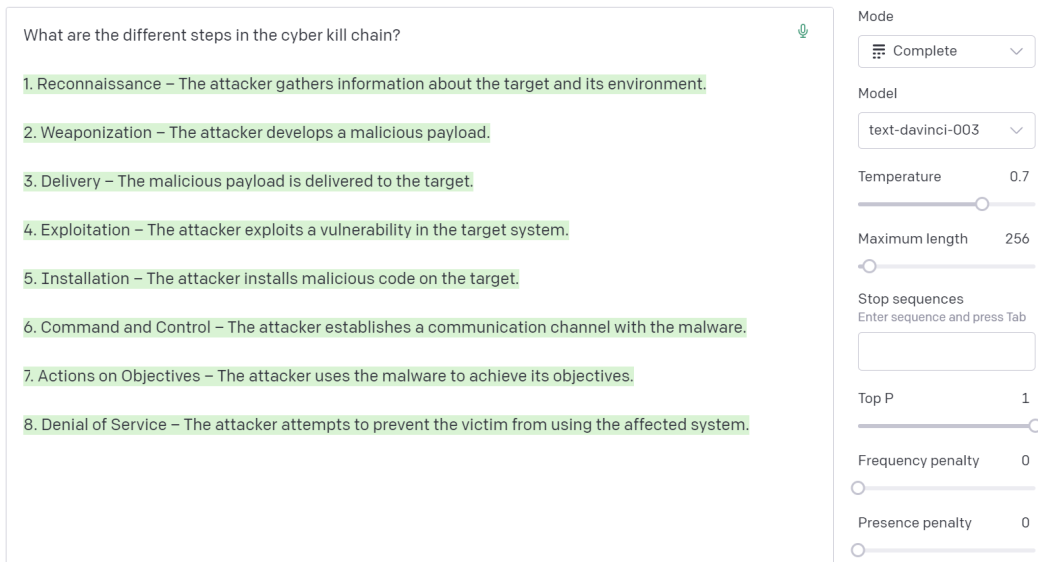 What are the different steps in the cyber kill chain?
1. Reconnaissance – The attacker gathers information about the target and its environment.
2. Weaponization – The attacker develops a malicious payload.
3. Delivery – The malicious payload is delivered to the target.
4. Exploitation – The attacker exploits a vulnerability in the target system.
5. Installation – The attacker installs malicious code on the target.
6. Command and Control – The attacker establishes a communication channel with the malware.
7. Actions on Objectives – The attacker uses the malware to achieve its objectives.
8. Denial of Service – The attacker attempts to prevent the victim from using the affected system.
Mode
Complete
Model
text-davinci-003
Temperature 0.7
Maximum length 256
Stop sequences
Enter sequence and press Tab
Top P 1
Frequency penalty 0
Presence penalty 0